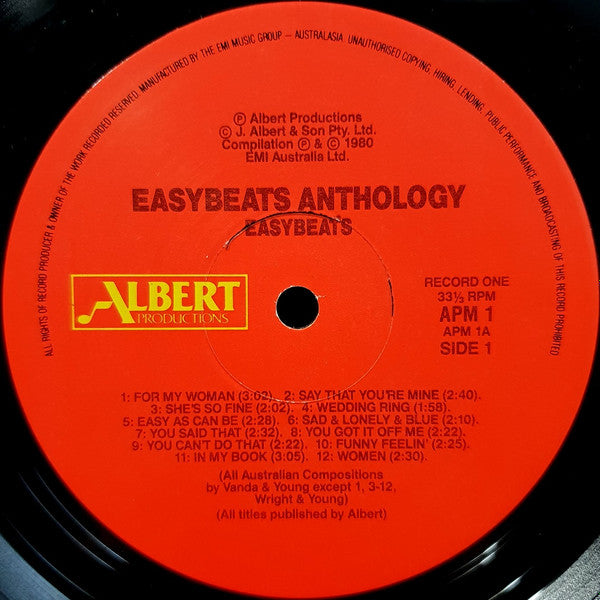 ALL RIGHTS OF RECORD PRODUCER & OWNER OF THE WORK RECORDED RESERVED. MANUFACTURED BY THE EMI MUSIC GROUP – AUSTRALASIA. UNAUTHORISED COPYING, HIRING, LENDING, PUBLIC PERFORMANCE AND BROADCASTING OF THIS RECORD PROHIBITED
Ⓟ Albert Productions
© J. Albert & Son Pty. Ltd.
Compilation Ⓟ & © 1980
EMI Australia Ltd.
EASYBEATS ANTHOLOGY
EASYBEATS
ALBERT
PRODUCTIONS
RECORD ONE
33⅓ RPM
APM 1
APM 1A
SIDE 1
1: FOR MY WOMAN (3:02). 2: SAY THAT YOU'RE MINE (2:40).
3: SHE'S SO FINE (2:02). 4: WEDDING RING (1:58).
5: EASY AS CAN BE (2:28). 6: SAD & LONELY & BLUE (2:10).
7: YOU SAID THAT (2:32). 8: YOU GOT IT OFF ME (2:22).
9: YOU CAN'T DO THAT (2:22). 10: FUNNY FEELIN' (2:25).
11: IN MY BOOK (3:05). 12: WOMEN (2:30).
(All Australian Compositions
by Vanda & Young except 1, 3-12,
Wright & Young)
(All titles published by Albert)